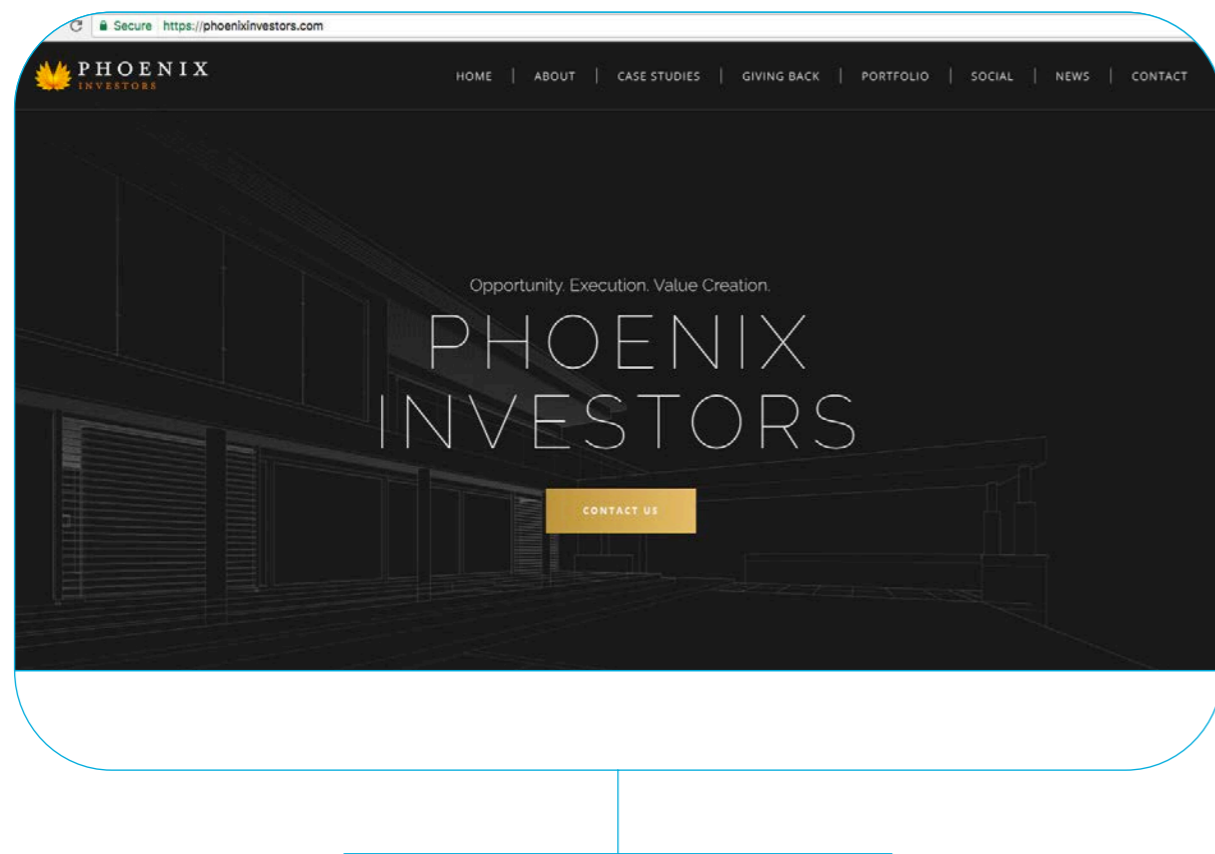 Secure https://phoenixinvestors.com
PHOENIX
INVESTORS
HOME | ABOUT | CASE STUDIES | GIVING BACK | PORTFOLIO | SOCIAL | NEWS | CONTACT
Opportunity. Execution. Value Creation.
PHOENIX
INVESTORS
CONTACT US